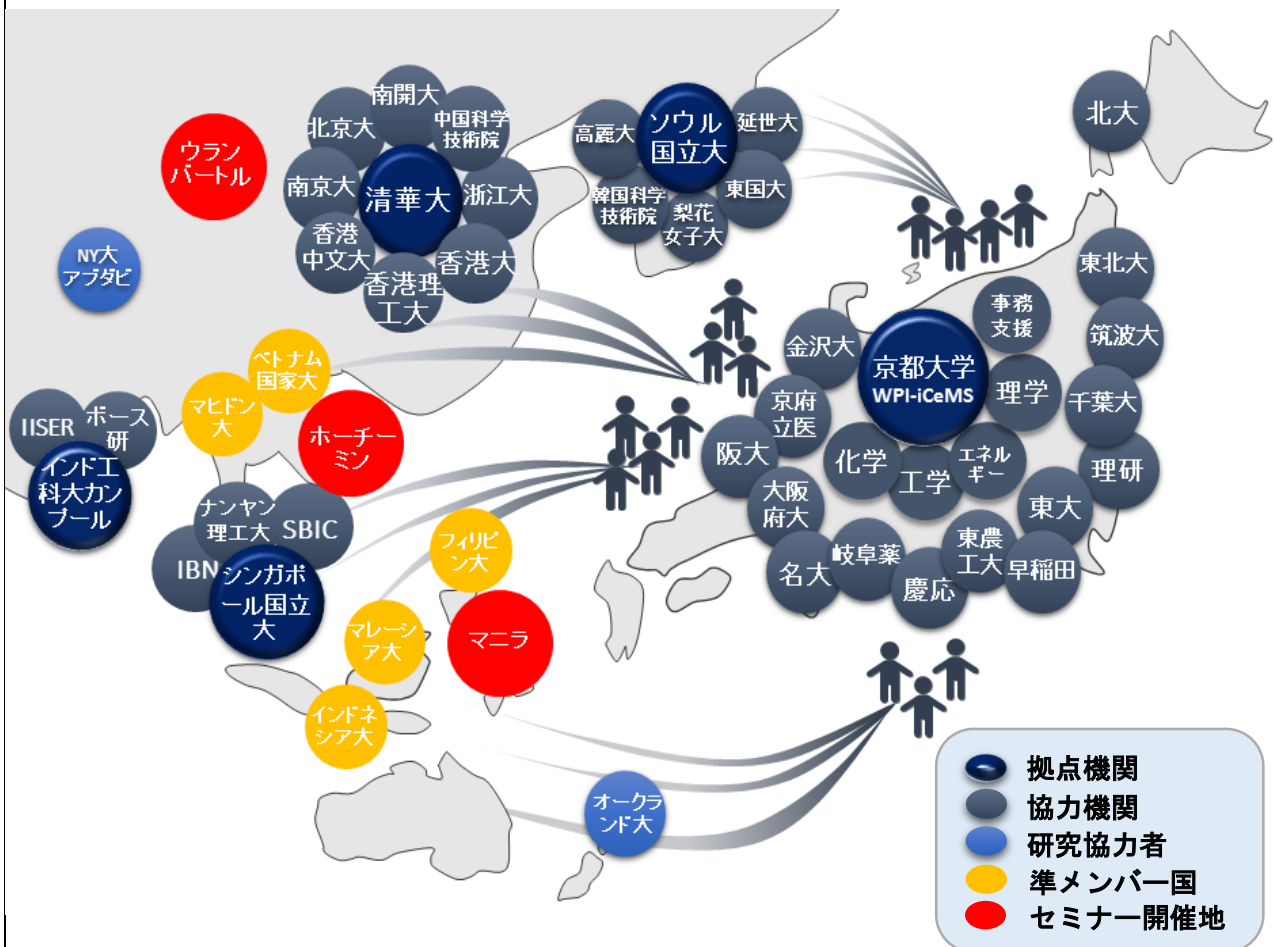 南開大
北京大
中国科学
技術院
南京大
清華大
浙江大
香港
中文大
香港理
工大
香港大
ウラン
バートル
NY大
アブダビ
高麗大
ソウル
国立大
延世大
韓国科学
技術院
梨花
女子大
東国大
北大
東北大
事務
支援
筑波大
金沢大
京都大学
WPI-iCeMS
理学
千葉大
京府
立医
阪大
化学
工学
エネル
ギー
理研
大阪
府大
東大
名大
岐阜薬
慶応
東農
工大
早稲田
ベトナム
国家大
マヒドン
大
ホーチー
ミン
IISER
ボース
研
インド工
科大カン
プール
ナンヤン
理工大
SBIC
IBN
シンガポ
ール国立
大
フィリピ
ン大
マレーシ
ア大
マニラ
インドネ
シア大
オークラ
ンド大
拠点機関
協力機関
研究協力者
準メンバー国
セミナー開催地